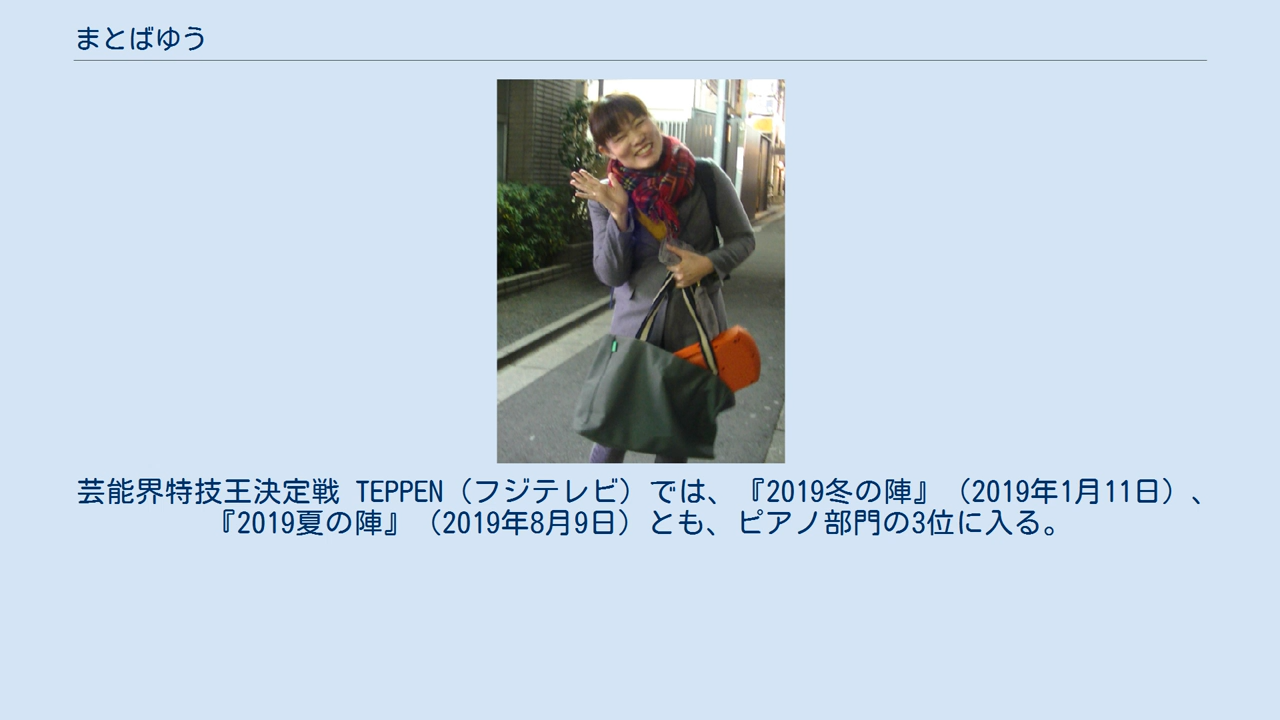 まとばゆう
芸能界特技王決定戦 TEPPEN（フジテレビ）では、『2019冬の陣』（2019年1月11日）、
『2019夏の陣』（2019年8月9日）とも、ピアノ部門の3位に入る。